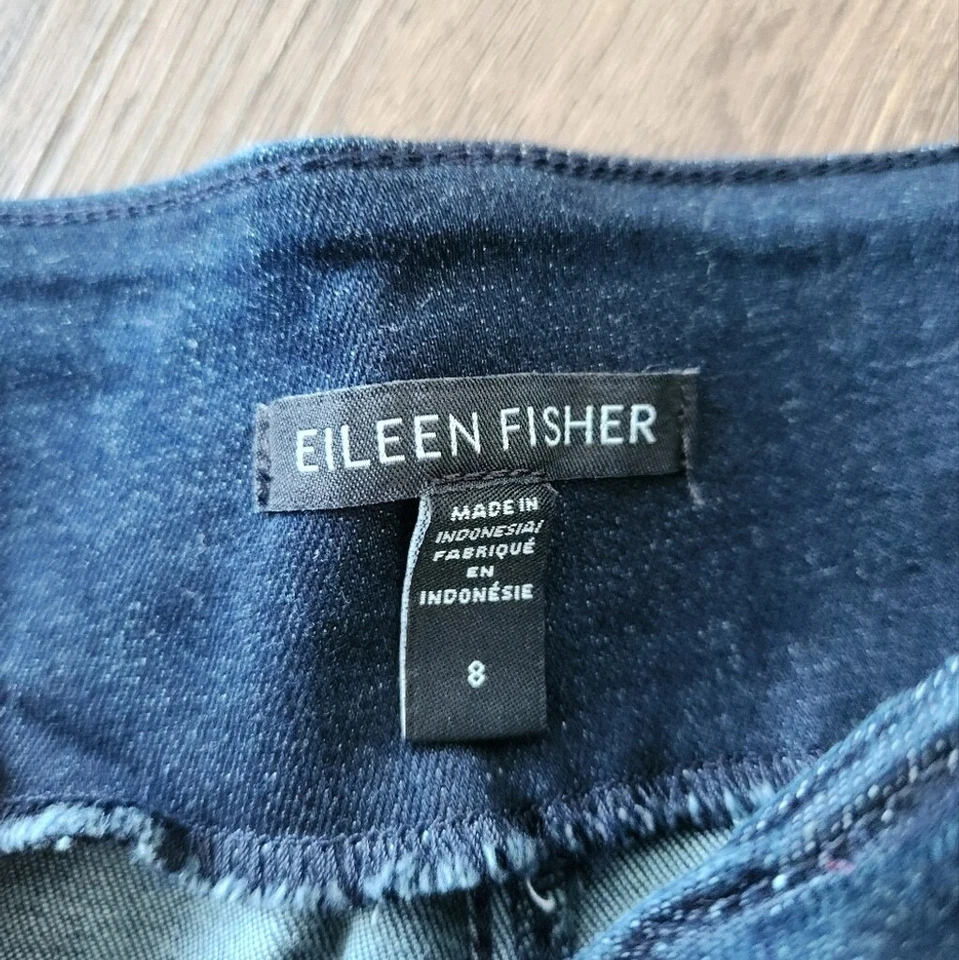 EILEEN FISHER
MADE IN
INDONESIA/
FABRIQUÉ
EN
INDONÉSIE
8